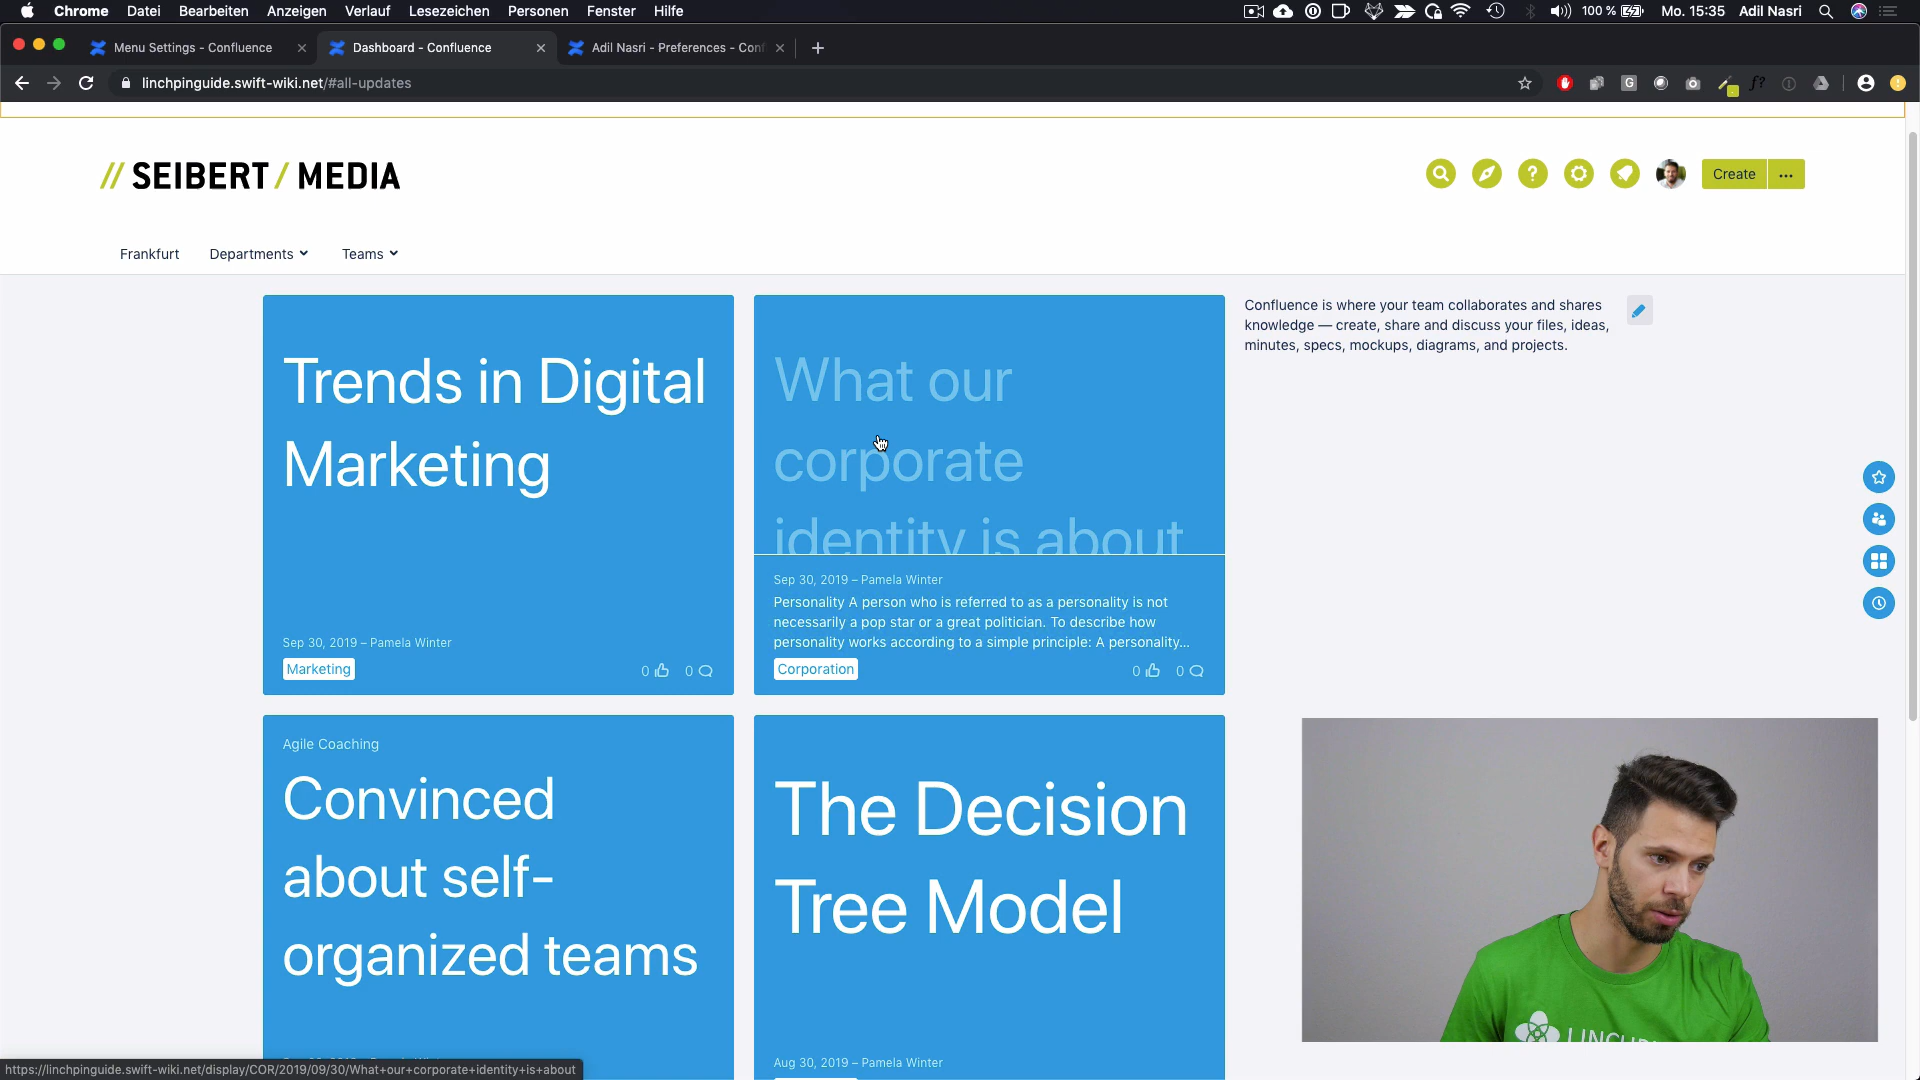 Chrome Datei Bearbeiten Anzeigen Verlauf Lesezeichen Personen Fenster Hilfe
100 % Mo. 15:35 Adil Nasri
Menu Settings - Confluence
Dashboard - Confluence
Adil Nasri - Preferences - Conf
linchpinguide.swift-wiki.net/#all-updates
// SEIBERT / MEDIA
Create ...
Frankfurt Departments Teams
Trends in Digital
Marketing
Sep 30, 2019 – Pamela Winter
Marketing
0 0
What our
corporate
identity is about
Sep 30, 2019 – Pamela Winter
Personality A person who is referred to as a personality is not
necessarily a pop star or a great politician. To describe how
personality works according to a simple principle: A personality...
Corporation
0 0
Confluence is where your team collaborates and shares
knowledge — create, share and discuss your files, ideas,
minutes, specs, mockups, diagrams, and projects.
Agile Coaching
Convinced
about self-
organized teams
The Decision
Tree Model
Aug 30, 2019 – Pamela Winter
https://linchpinguide.swift-wiki.net/display/COR/2019/09/30/What+our+corporate+identity+is+about